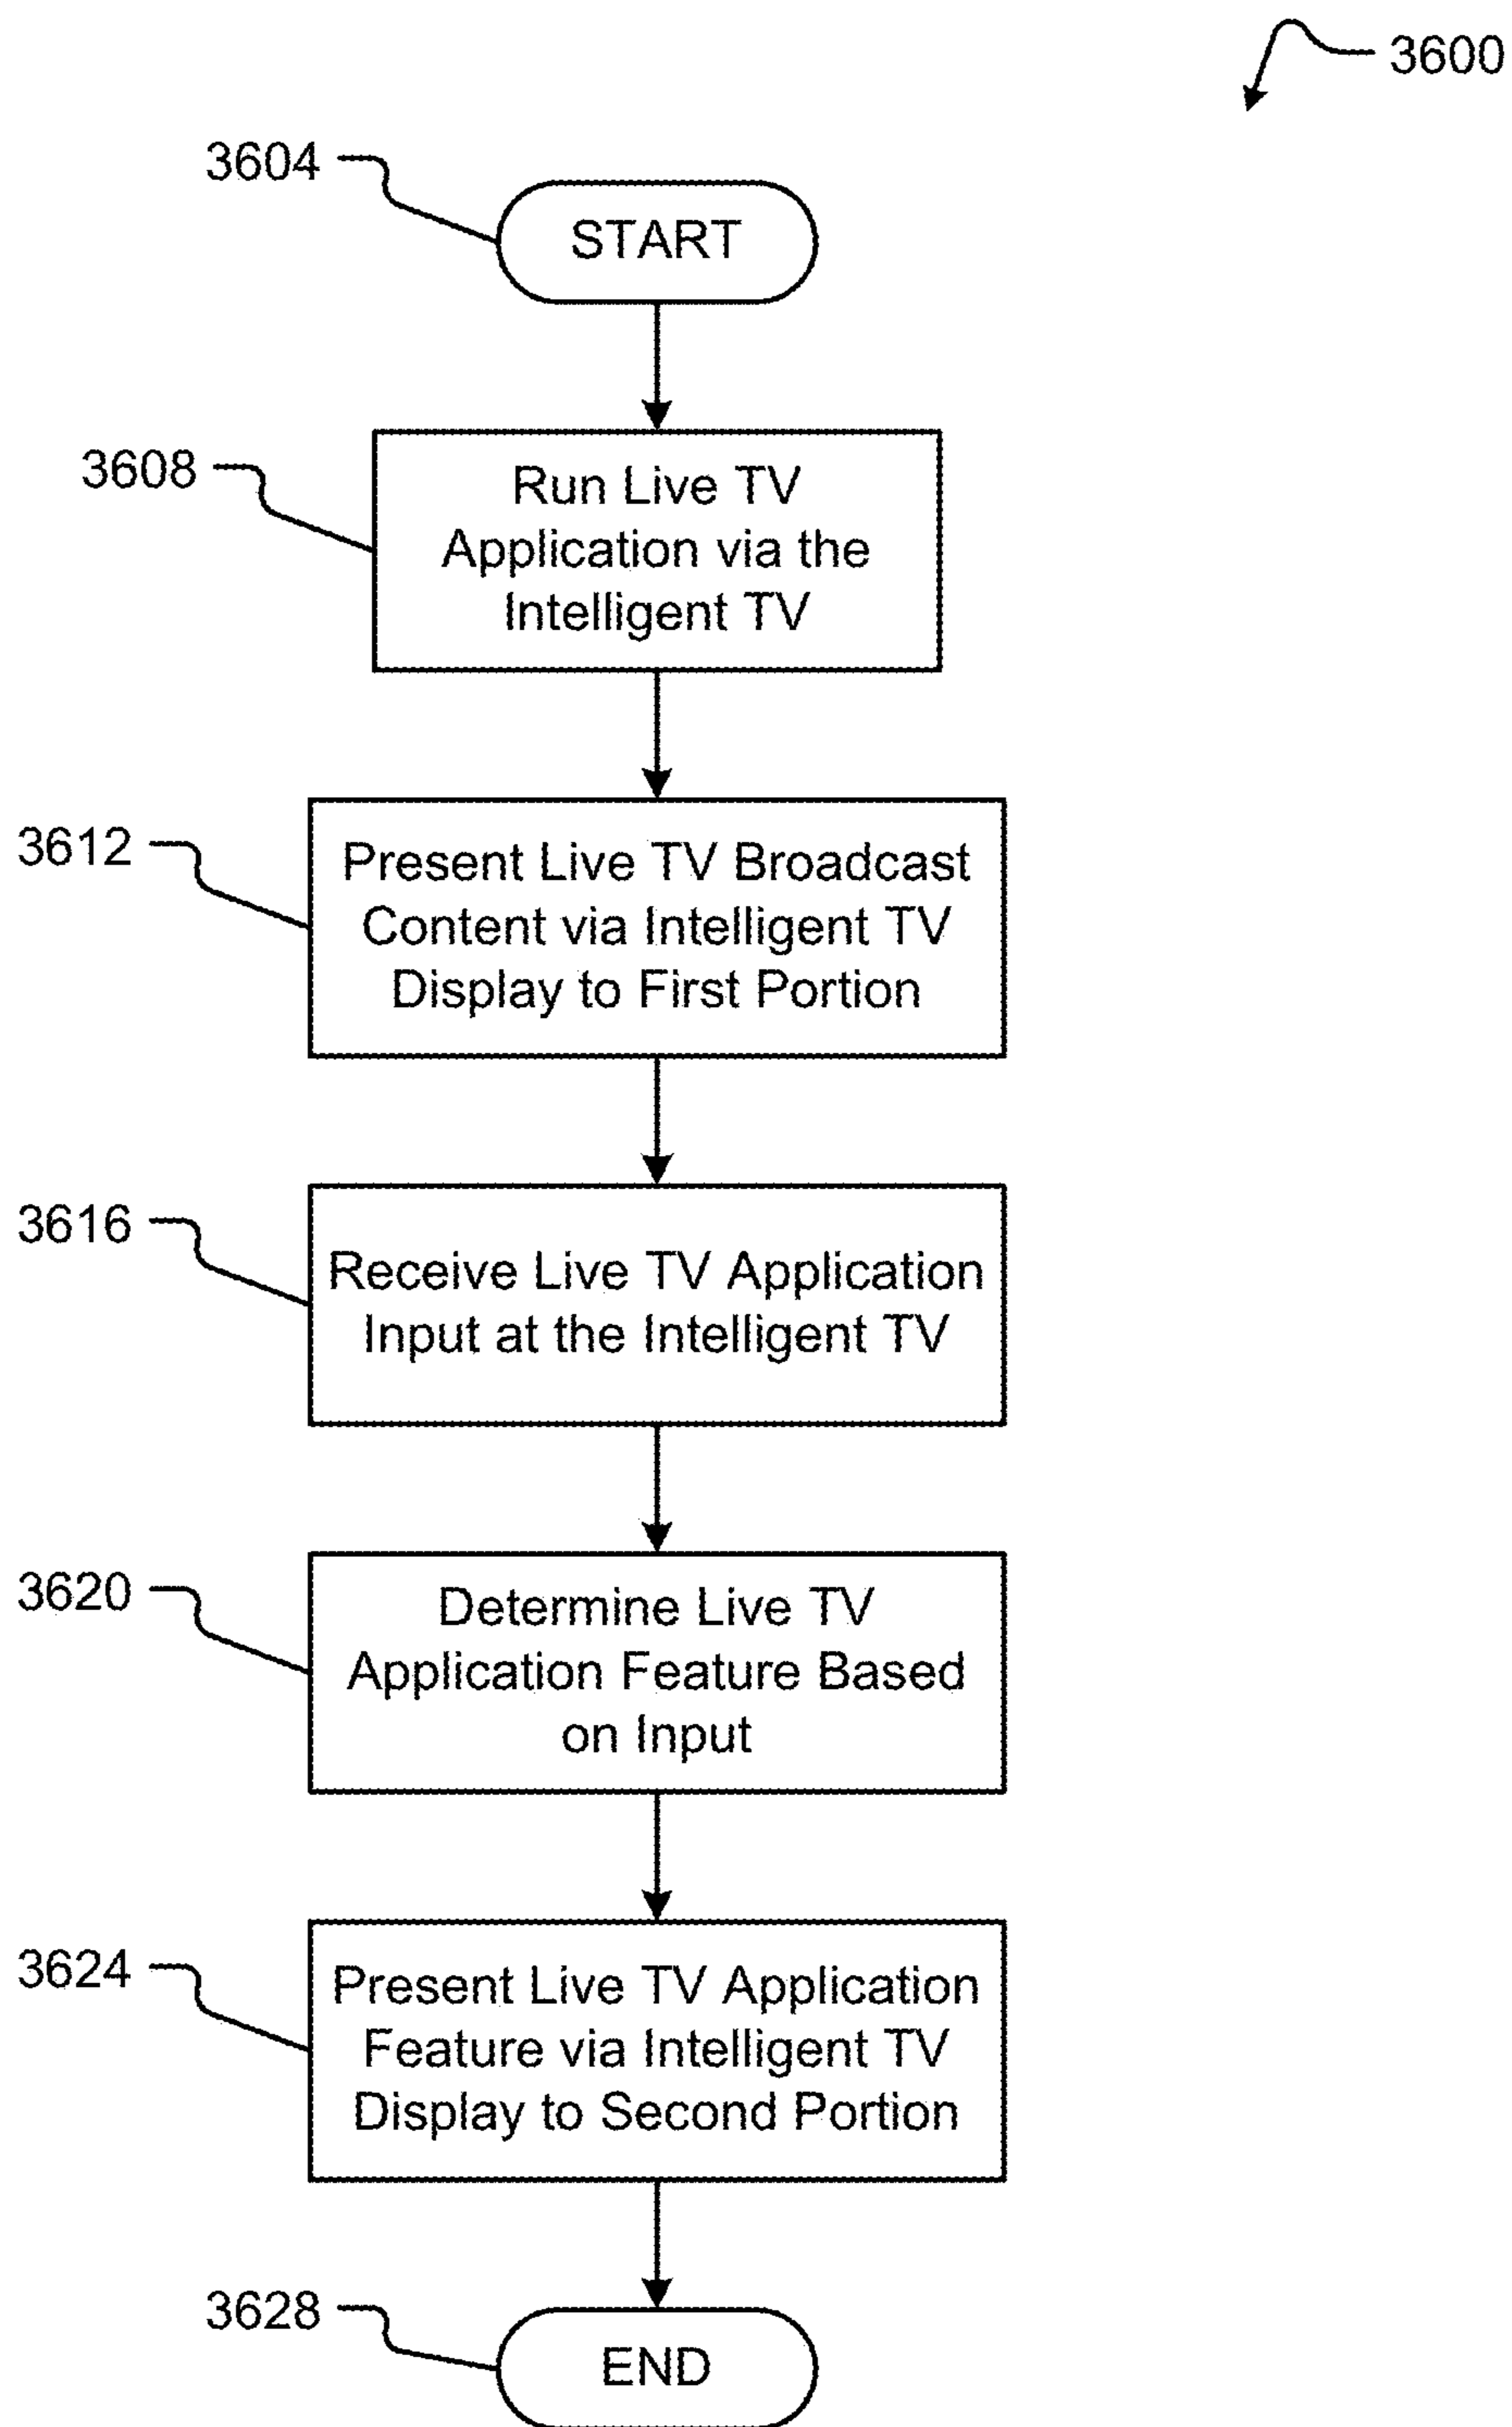 3600
3604
START
3608
Run Live TV
Application via the
Intelligent TV
3612
Present Live TV Broadcast
Content via Intelligent TV
Display to First Portion
3616
Receive Live TV Application
Input at the Intelligent TV
3620
Determine Live TV
Application Feature Based
on Input
3624
Present Live TV Application
Feature via Intelligent TV
Display to Second Portion
3628
END